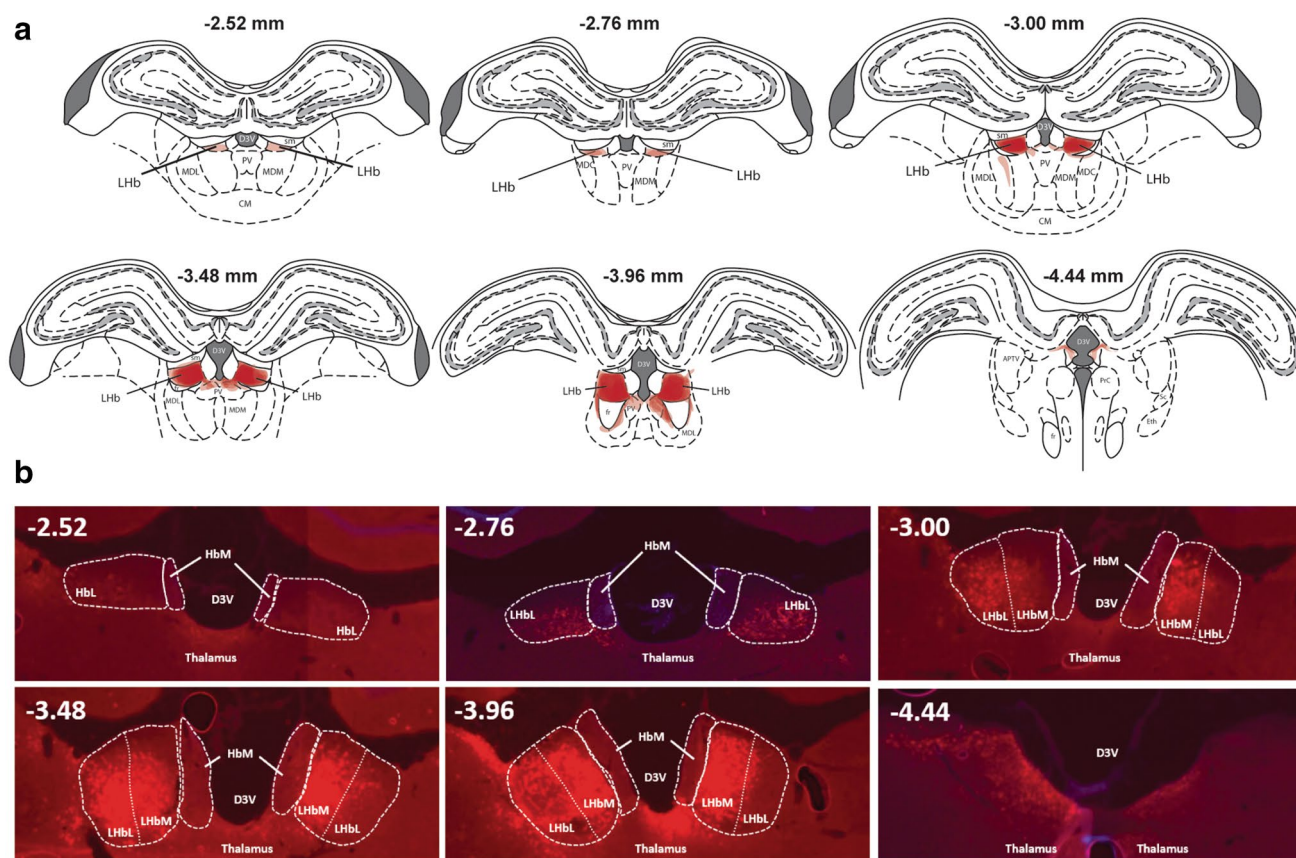 a
-2.52 mm
D3V
sm
PV
LHb
LHb
MDL
MDM
CM
-2.76 mm
sm
MDC
PV
LHb
LHb
MDM
-3.00 mm
sm
D3V
PV
LHb
LHb
MDL
MDM
MDC
CM
-3.48 mm
D3V
sm
LHb
LHb
fr
MDL
PV
MDM
-3.96 mm
D3V
sm
LHb
LHb
fr
PV
MDL
-4.44 mm
D3V
APTV
PrC
Sc
Eth
fr
b
-2.52
HbM
HbL
D3V
HbL
Thalamus
-2.76
HbM
LHbL
D3V
LHbL
Thalamus
-3.00
HbM
LHbL
LHbM
D3V
LHbM
LHbL
Thalamus
-3.48
HbM
D3V
LHbL
LHbM
LHbM
LHbL
Thalamus
-3.96
HbM
D3V
LHbM
LHbM
LHbL
LHbL
Thalamus
-4.44
D3V
Thalamus
Thalamus